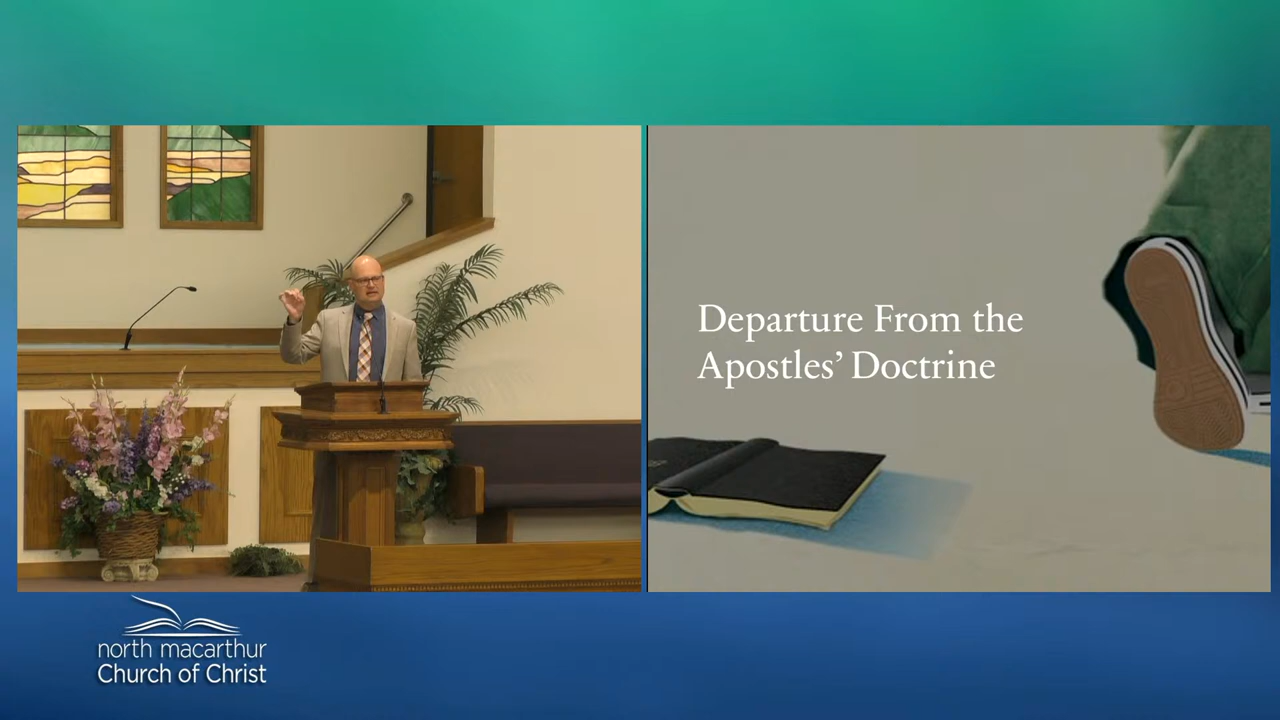 Departure From the
Apostles’ Doctrine
north macarthur
Church of Christ